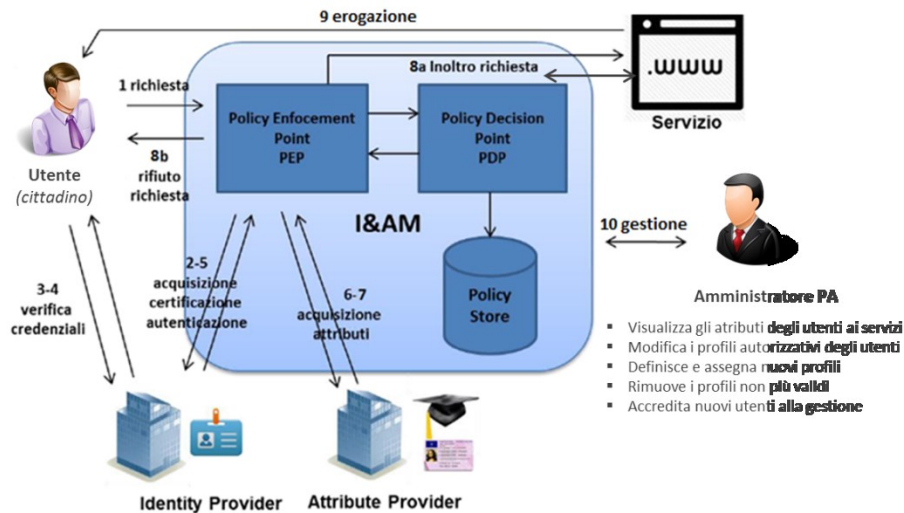 9 erogazione
.www
Servizio
8a Inoltro richiesta
1 richiesta
Policy Enfocement
Point
PEP
Policy Decision
Point
PDP
8b
rifiuto
richiesta
Utente
(cittadino)
I&AM
10 gestione
2-5
acquisizione
certificazione
autenticazione
6-7
acquisizione
attributi
3-4
verifica
credenziali
Policy
Store
Amministratore PA
▪ Visualizza gli atributi degli utenti ai servizi
▪ Modifica i profili autorizzativi degli utenti
▪ Definisce e assegna nuovi profili
▪ Rimuove i profili non più validi
▪ Accredita nuovi utenti alla gestione
Identity Provider
Attribute Provider